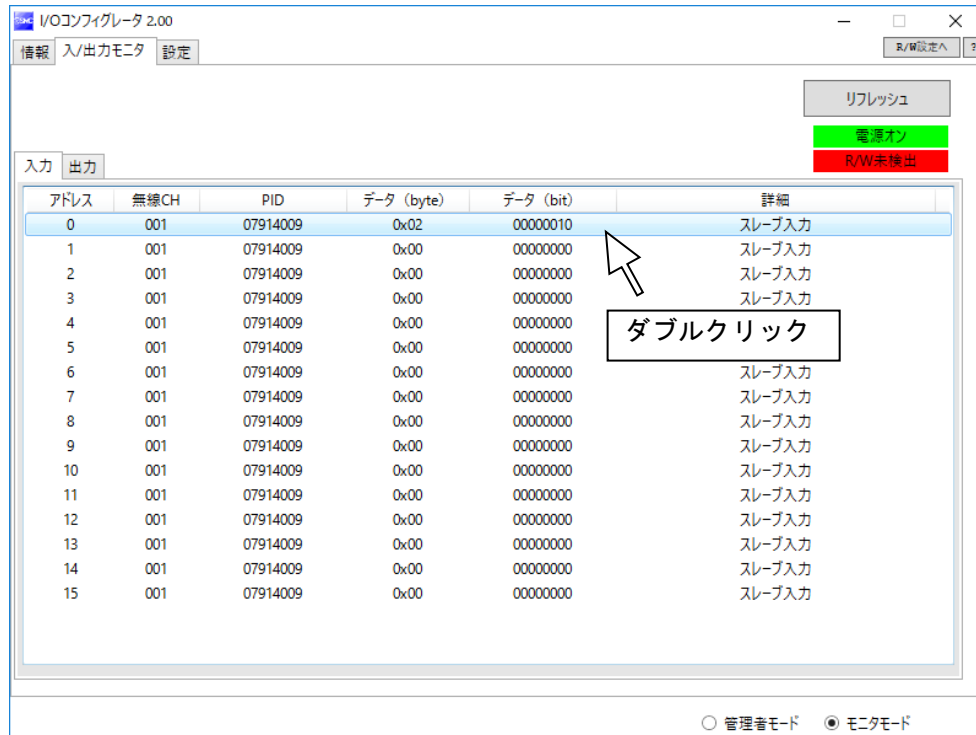 SMC I/Oコンフィグレータ 2.00
情報 入/出力モニタ 設定 R/W設定へ ?
リフレッシュ
電源オン
R/W未検出
入力 出力
アドレス 無線CH PID データ (byte) データ (bit) 詳細
0 001 07914009 0x02 00000010 スレーブ入力
1 001 07914009 0x00 00000000 スレーブ入力
2 001 07914009 0x00 00000000 スレーブ入力
3 001 07914009 0x00 00000000 スレーブ入力
4 001 07914009 0x00 00000000
ダブルクリック
5 001 07914009 0x00 00000000
6 001 07914009 0x00 00000000 スレーブ入力
7 001 07914009 0x00 00000000 スレーブ入力
8 001 07914009 0x00 00000000 スレーブ入力
9 001 07914009 0x00 00000000 スレーブ入力
10 001 07914009 0x00 00000000 スレーブ入力
11 001 07914009 0x00 00000000 スレーブ入力
12 001 07914009 0x00 00000000 スレーブ入力
13 001 07914009 0x00 00000000 スレーブ入力
14 001 07914009 0x00 00000000 スレーブ入力
15 001 07914009 0x00 00000000 スレーブ入力
管理者モード モニタモード